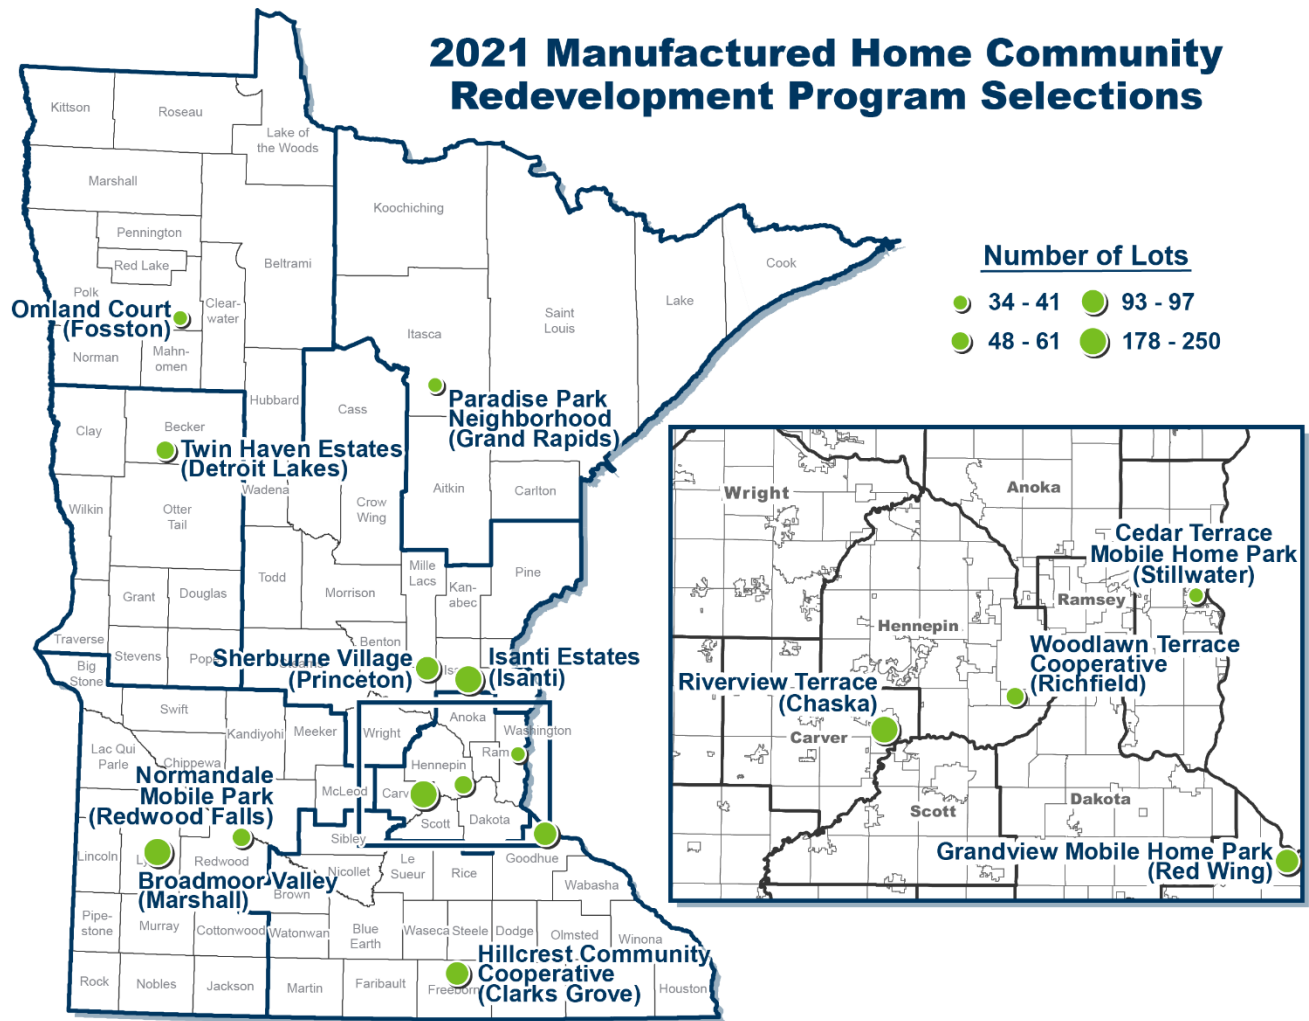 2021 Manufactured Home Community
Redevelopment Program Selections
Number of Lots
34 - 41
93 - 97
48 - 61
178 - 250
Kittson
Roseau
Lake of
the Woods
Marshall
Koochiching
Pennington
Red Lake
Beltrami
Polk
Clear-
water
Cook
Lake
Saint
Louis
Itasca
Omland Court
(Fosston)
Norman
Mahn-
omen
Hubbard
Cass
Paradise Park
Neighborhood
(Grand Rapids)
Clay
Becker
Twin Haven Estates
(Detroit Lakes)
Wadena
Aitkin
Carlton
Wilkin
Otter
Tail
Crow
Wing
Mille
Lacs
Kan-
abec
Pine
Todd
Morrison
Grant
Douglas
Traverse
Stevens
Pope
Benton
Stearns
Big
Stone
Sherburne Village
(Princeton)
Isanti Estates
(Isanti)
Swift
Kandiyohi
Meeker
Wright
Anoka
Washington
Ram
Hennepin
Lac Qui
Parle
Chippewa
McLeod
Carv
Scott
Dakota
Normandale
Mobile Park
(Redwood Falls)
Sibley
Goodhue
Lincoln
Redwood
Nicollet
Le
Sueur
Rice
Wabasha
Broadmoor Valley
(Marshall)
Brown
Pipe-
stone
Murray
Cottonwood
Watonwan
Blue
Earth
Waseca
Steele
Dodge
Olmsted
Winona
Hillcrest Community
Cooperative
(Clarks Grove)
Rock
Nobles
Jackson
Martin
Faribault
Freeborn
Houston
Wright
Anoka
Cedar Terrace
Mobile Home Park
(Stillwater)
Ramsey
Hennepin
Woodlawn Terrace
Cooperative
(Richfield)
Riverview Terrace
(Chaska)
Carver
Scott
Dakota
Grandview Mobile Home Park
(Red Wing)